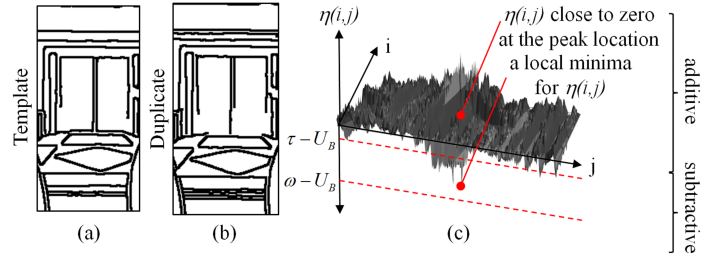 Template
(a)
Duplicate
(b)
η(i,j)
i
η(i,j) close to zero
at the peak location
a local minima
for η(i,j)
τ – U_B
ω – U_B
j
(c)
additive
subtractive